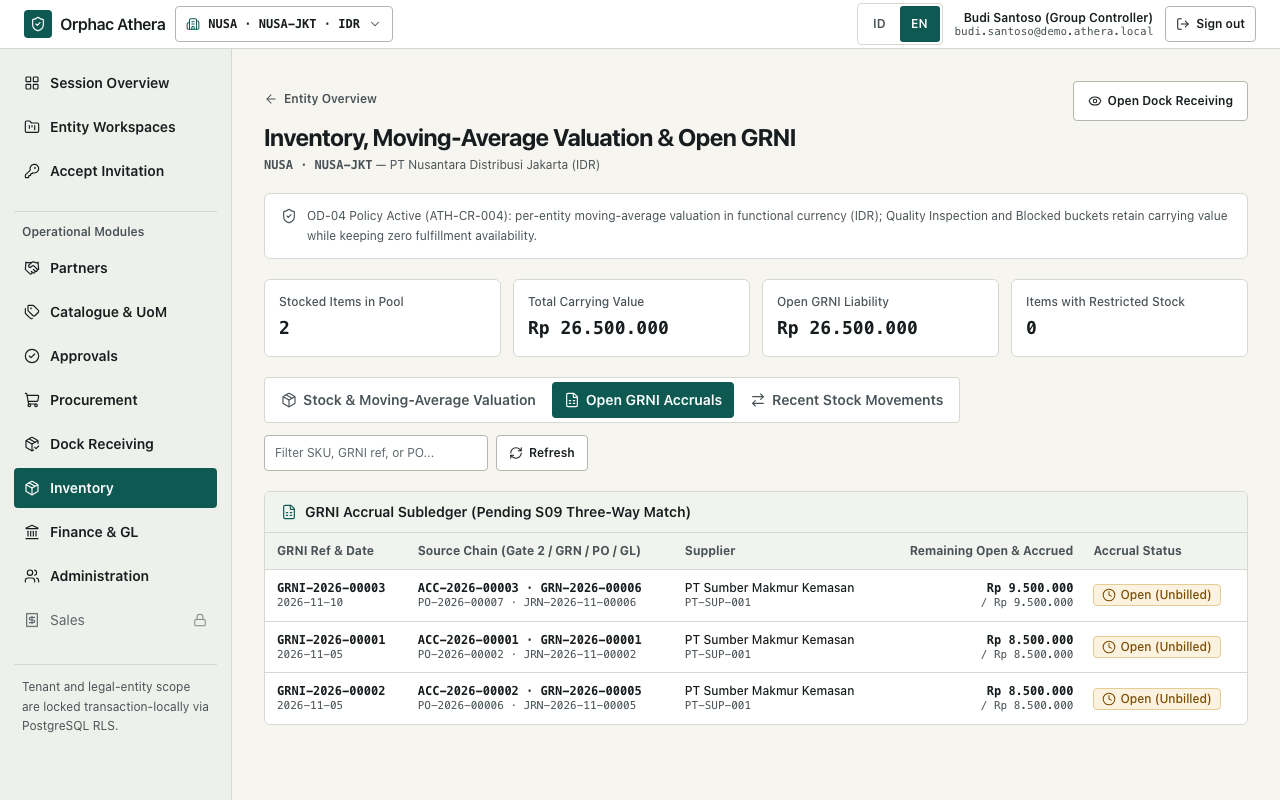 Orphac Athera
NUSA · NUSA-JKT · IDR
ID
EN
Budi Santoso (Group Controller)
budi.santoso@demo.athera.local
Sign out
Session Overview
Entity Workspaces
Accept Invitation
Operational Modules
Partners
Catalogue & UoM
Approvals
Procurement
Dock Receiving
Inventory
Finance & GL
Administration
Sales
Tenant and legal-entity scope
are locked transaction-locally via
PostgreSQL RLS.
Entity Overview
Open Dock Receiving
Inventory, Moving-Average Valuation & Open GRNI
NUSA · NUSA-JKT — PT Nusantara Distribusi Jakarta (IDR)
OD-04 Policy Active (ATH-CR-004): per-entity moving-average valuation in functional currency (IDR); Quality Inspection and Blocked buckets retain carrying value
while keeping zero fulfillment availability.
Stocked Items in Pool
2
Total Carrying Value
Rp 26.500.000
Open GRNI Liability
Rp 26.500.000
Items with Restricted Stock
0
Stock & Moving-Average Valuation
Open GRNI Accruals
Recent Stock Movements
Filter SKU, GRNI ref, or PO...
Refresh
GRNI Accrual Subledger (Pending S09 Three-Way Match)
GRNI Ref & Date Source Chain (Gate 2 / GRN / PO / GL) Supplier Remaining Open & Accrued Accrual Status
GRNI-2026-00003 ACC-2026-00003 · GRN-2026-00006 PT Sumber Makmur Kemasan Rp 9.500.000 Open (Unbilled)
2026-11-10 PO-2026-00007 · JRN-2026-11-00006 PT-SUP-001 / Rp 9.500.000
GRNI-2026-00001 ACC-2026-00001 · GRN-2026-00001 PT Sumber Makmur Kemasan Rp 8.500.000 Open (Unbilled)
2026-11-05 PO-2026-00002 · JRN-2026-11-00002 PT-SUP-001 / Rp 8.500.000
GRNI-2026-00002 ACC-2026-00002 · GRN-2026-00005 PT Sumber Makmur Kemasan Rp 8.500.000 Open (Unbilled)
2026-11-05 PO-2026-00006 · JRN-2026-11-00005 PT-SUP-001 / Rp 8.500.000